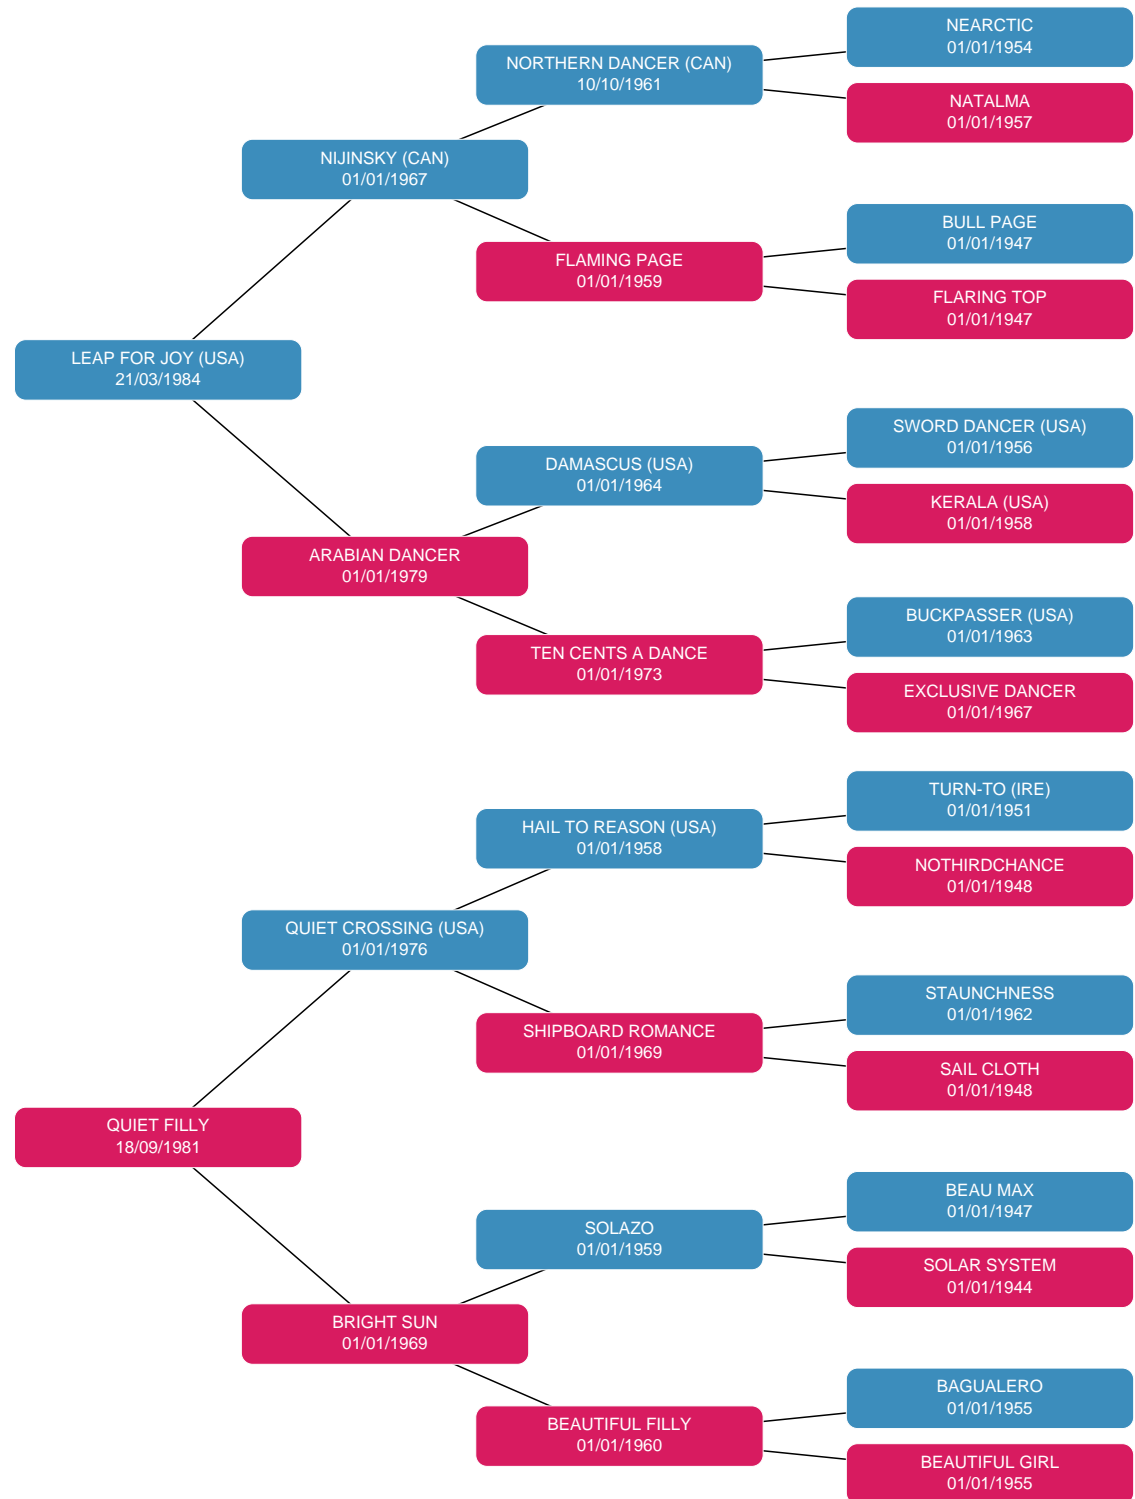 NEARCTIC
01/01/1954
NORTHERN DANCER (CAN)
10/10/1961
NATALMA
01/01/1957
NIJINSKY (CAN)
01/01/1967
BULL PAGE
01/01/1947
FLAMING PAGE
01/01/1959
FLARING TOP
01/01/1947
LEAP FOR JOY (USA)
21/03/1984
SWORD DANCER (USA)
01/01/1956
DAMASCUS (USA)
01/01/1964
KERALA (USA)
01/01/1958
ARABIAN DANCER
01/01/1979
BUCKPASSER (USA)
01/01/1963
TEN CENTS A DANCE
01/01/1973
EXCLUSIVE DANCER
01/01/1967
TURN-TO (IRE)
01/01/1951
HAIL TO REASON (USA)
01/01/1958
NOTHIRDCHANCE
01/01/1948
QUIET CROSSING (USA)
01/01/1976
STAUNCHNESS
01/01/1962
SHIPBOARD ROMANCE
01/01/1969
SAIL CLOTH
01/01/1948
QUIET FILLY
18/09/1981
BEAU MAX
01/01/1947
SOLAZO
01/01/1959
SOLAR SYSTEM
01/01/1944
BRIGHT SUN
01/01/1969
BAGUALERO
01/01/1955
BEAUTIFUL FILLY
01/01/1960
BEAUTIFUL GIRL
01/01/1955